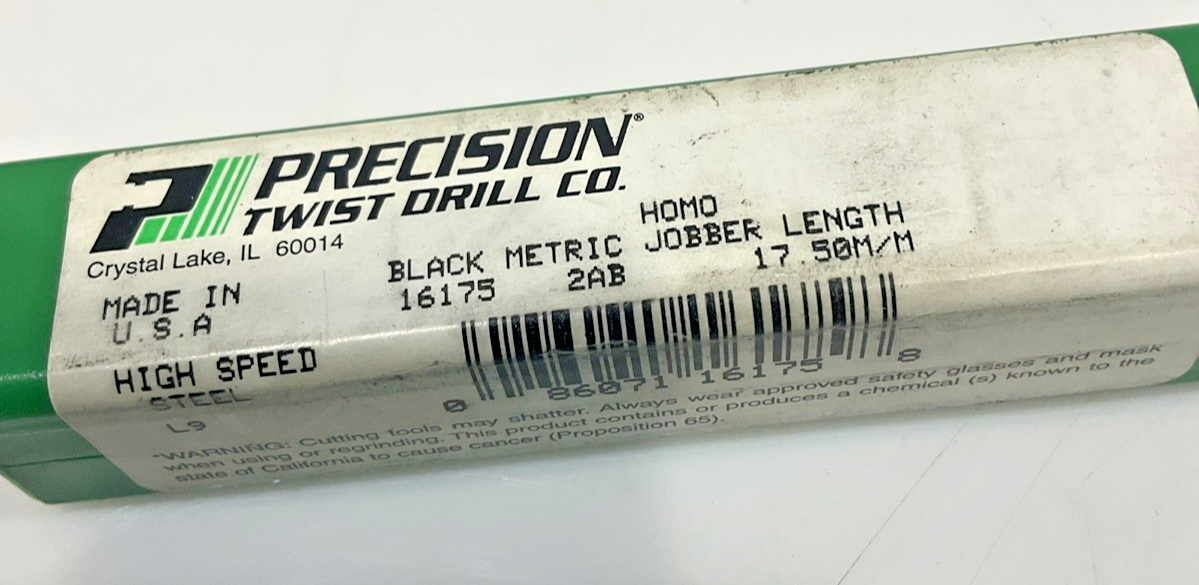 PRECISION®
TWIST DRILL CO.
Crystal Lake, IL 60014
HOMO
BLACK METRIC JOBBER LENGTH
16175 2AB 17.50M/M
MADE IN
U.S.A
HIGH SPEED
STEEL
L9
0 86071 16175 8
"WARNING: Cutting tools may shatter. Always wear approved safety glasses and mask
when using or regrinding. This product contains or produces a chemical (s) known to the
state of California to cause cancer (Proposition 65).